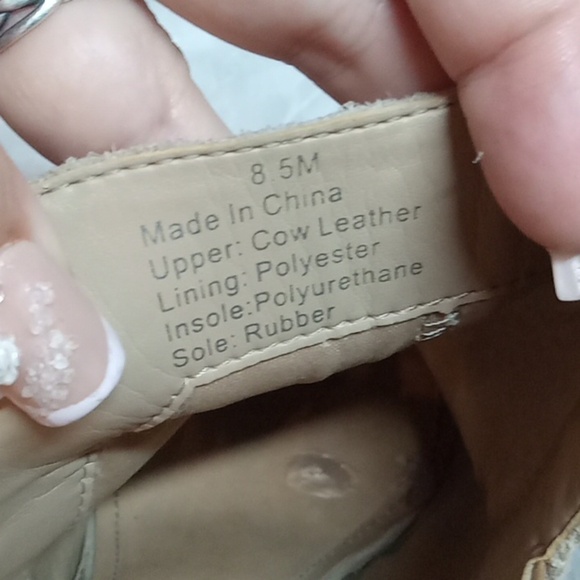 8.5M
Made In China
Upper: Cow Leather
Lining: Polyester
Insole:Polyurethane
Sole: Rubber